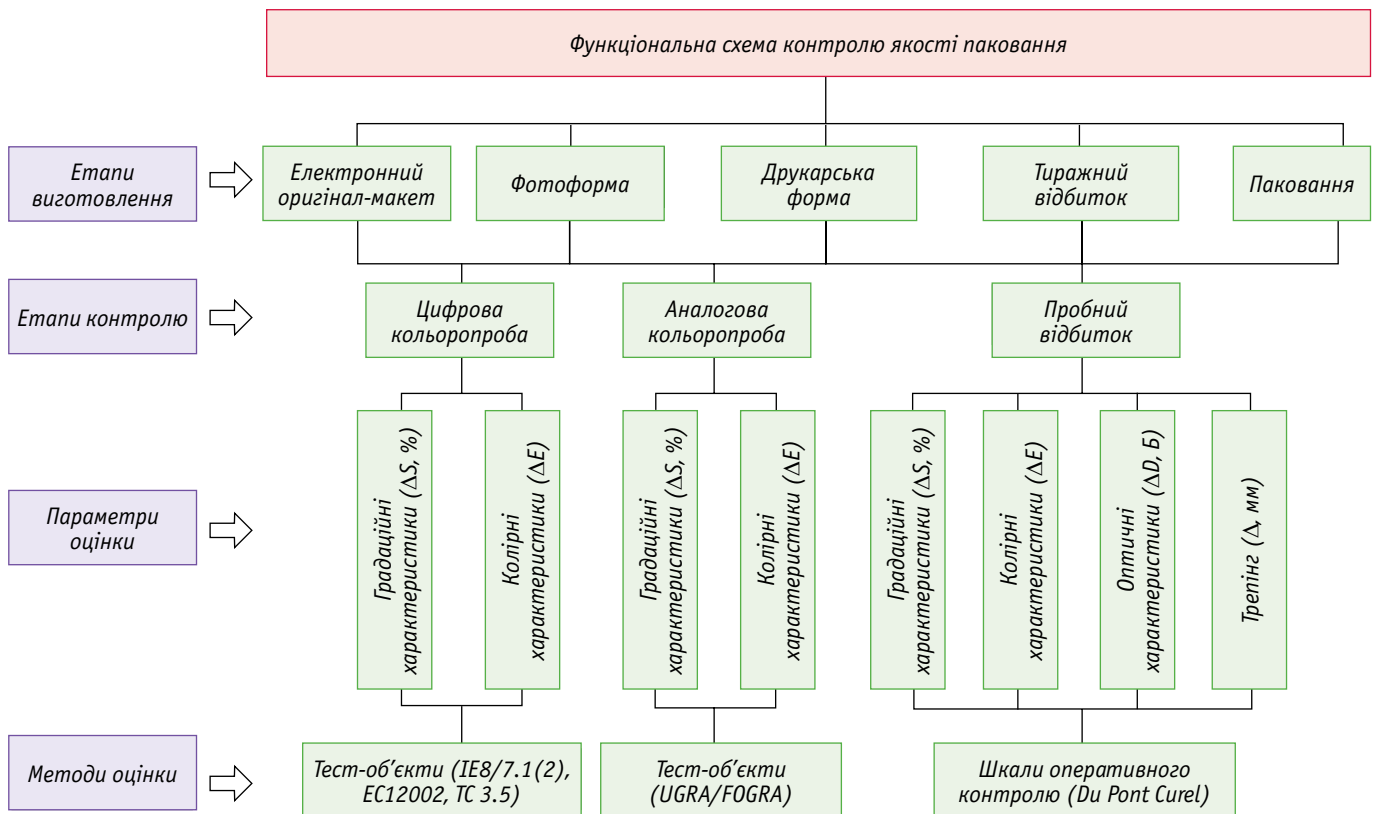 Функціональна схема контролю якості паковання
Етапи
виготовлення
Електронний
оригінал-макет
Фотоформа
Друкарська
форма
Тиражний
відбиток
Паковання
Етапи контролю
Цифрова
кольоропроба
Аналогова
кольоропроба
Пробний
відбиток
Параметри
оцінки
Градаційні
характеристики (ΔS, %)
Колірні
характеристики (ΔE)
Градаційні
характеристики (ΔS, %)
Колірні
характеристики (ΔE)
Градаційні
характеристики (ΔS, %)
Колірні
характеристики (ΔE)
Оптичні
характеристики (ΔD, Б)
Трепінг (Δ, мм)
Методи оцінки
Тест-об’єкти (IE8/7.1(2),
EC12002, TC 3.5)
Тест-об’єкти
(UGRA/FOGRA)
Шкали оперативного
контролю (Du Pont Curel)